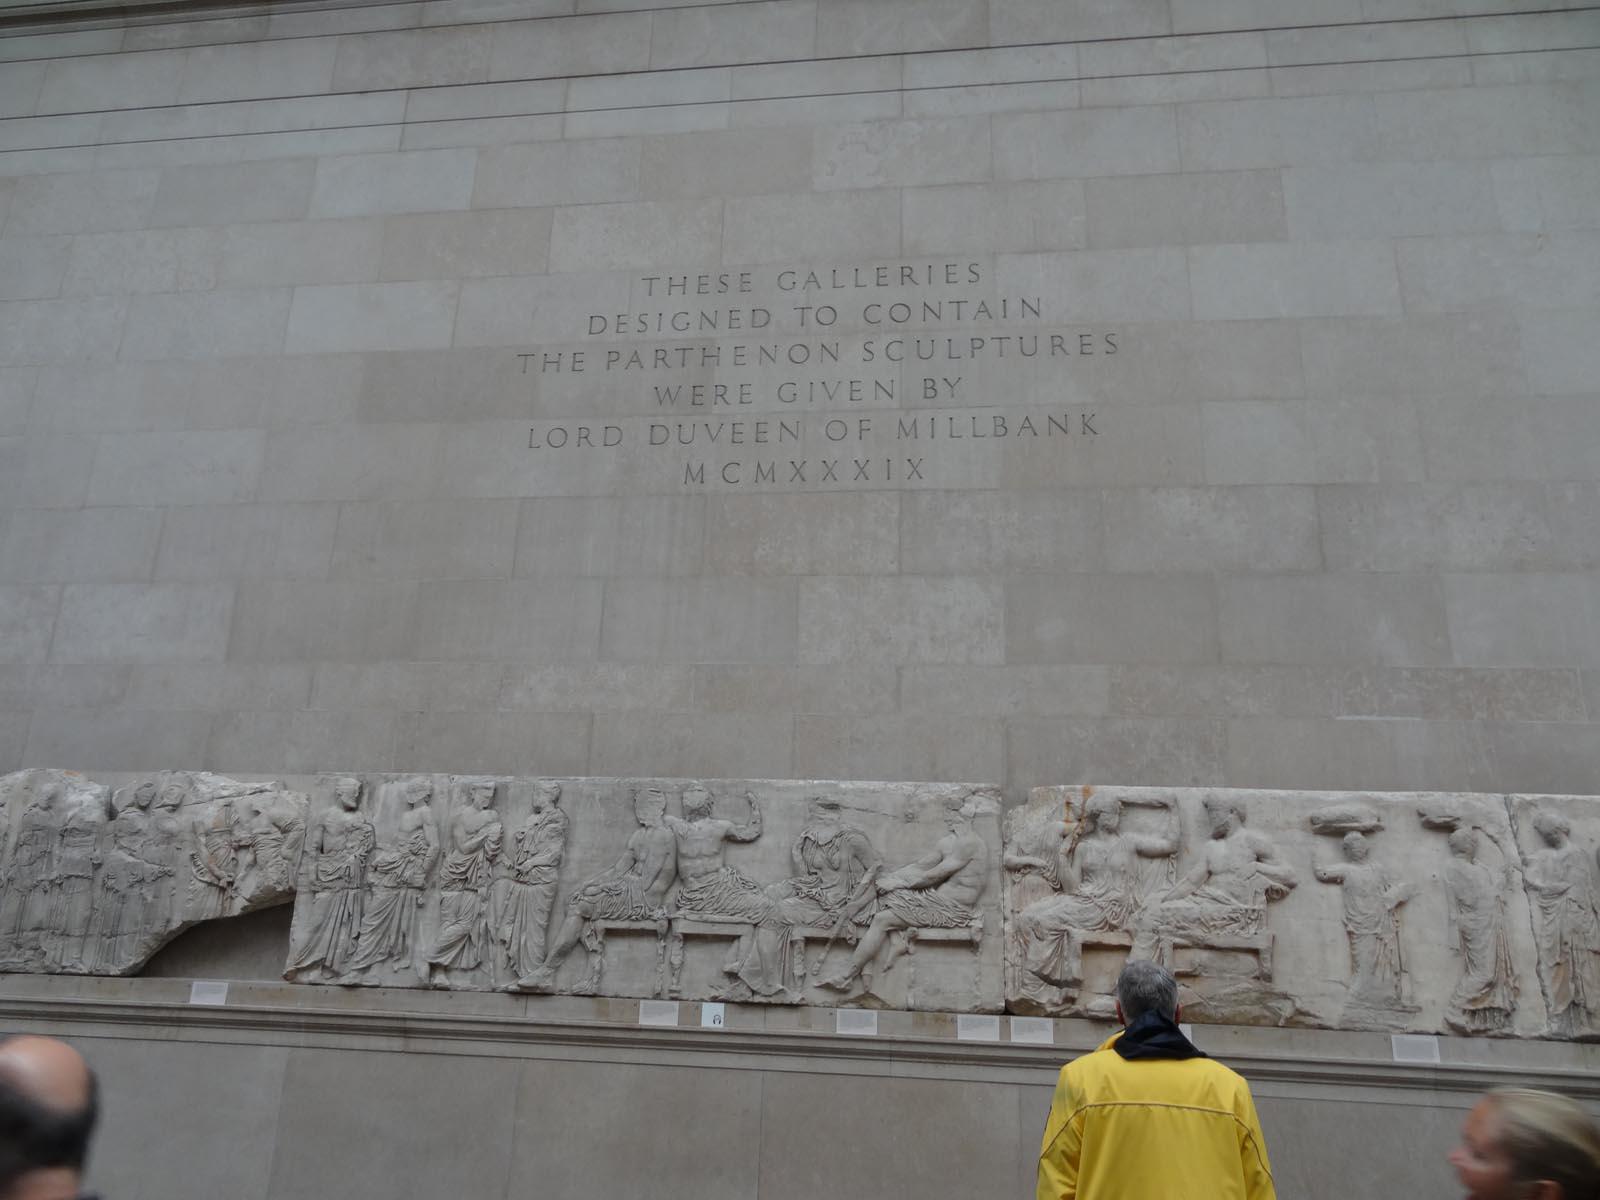 THESE GALLERIES
DESIGNED TO CONTAIN
THE PARTHENON SCULPTURES
WERE GIVEN BY
LORD DUVEEN OF MILLBANK
MCMXXXIX